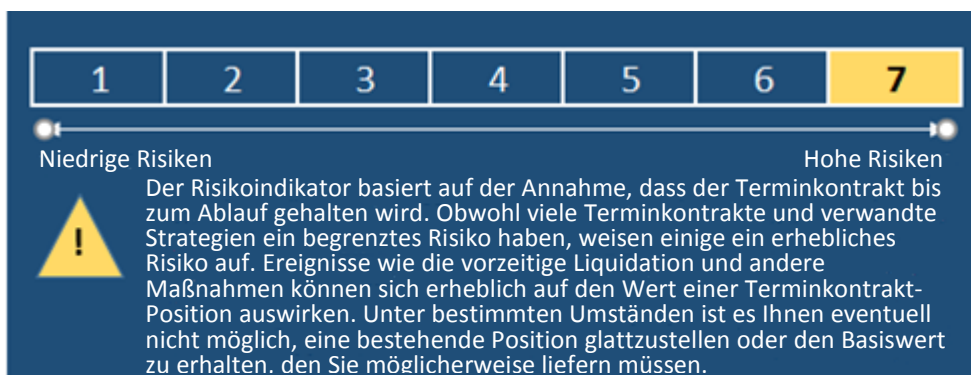 1 2 3 4 5 6 7
Niedrige Risiken Hohe Risiken
Der Risikoindikator basiert auf der Annahme, dass der Terminkontrakt bis
zum Ablauf gehalten wird. Obwohl viele Terminkontrakte und verwandte
! Strategien ein begrenztes Risiko haben, weisen einige ein erhebliches
Risiko auf. Ereignisse wie die vorzeitige Liquidation und andere
Maßnahmen können sich erheblich auf den Wert einer Terminkontrakt-
Position auswirken. Unter bestimmten Umständen ist es Ihnen eventuell
nicht möglich, eine bestehende Position glattzustellen oder den Basiswert
zu erhalten, den Sie möglicherweise liefern müssen.